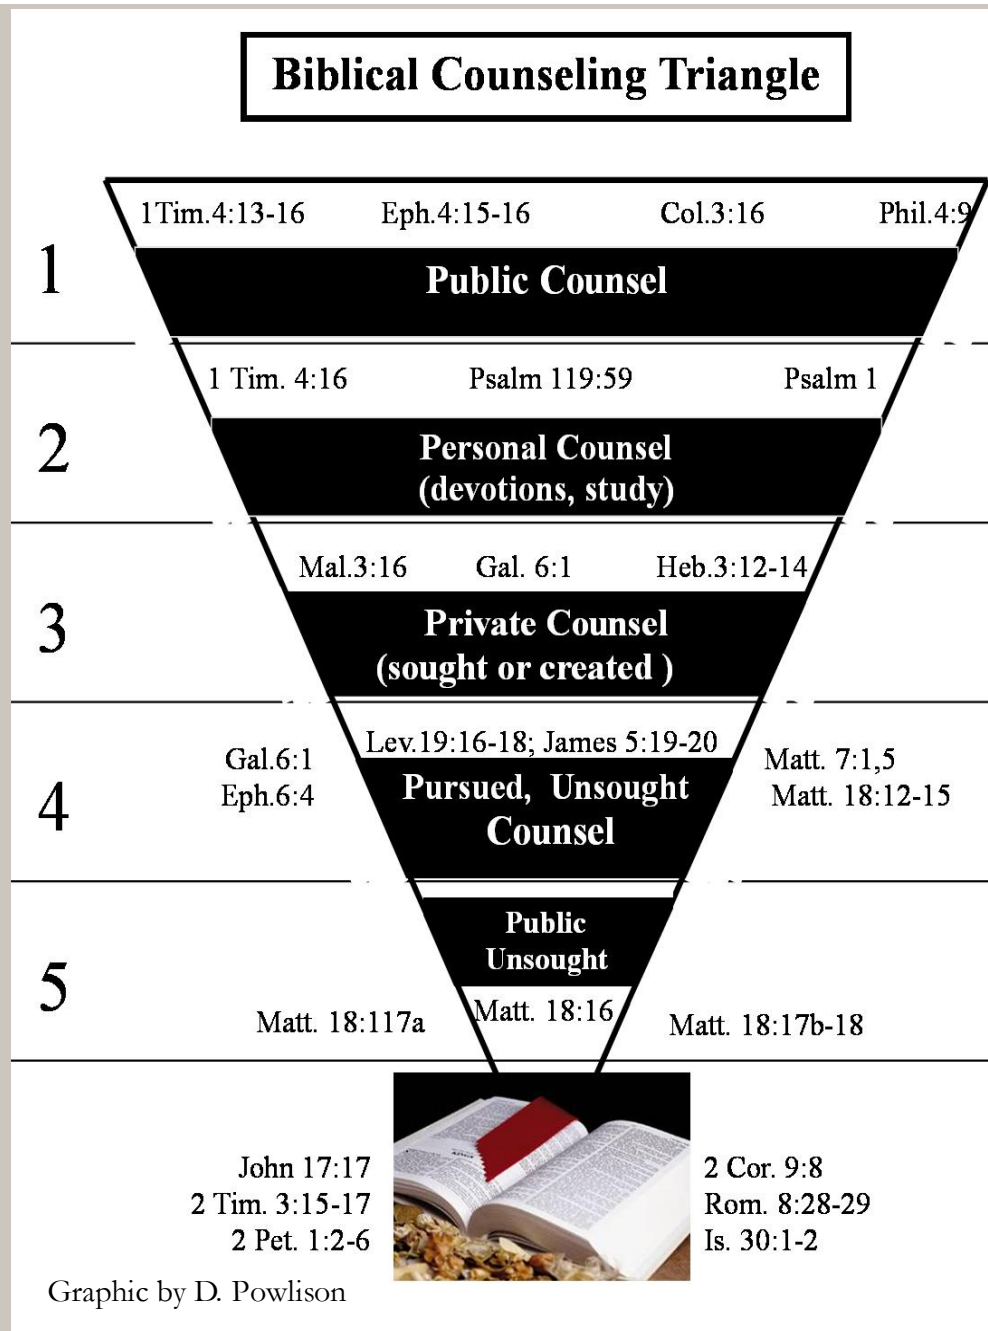 Biblical Counseling Triangle
1Tim.4:13-16 Eph.4:15-16 Col.3:16 Phil.4:9
1
Public Counsel
1 Tim. 4:16 Psalm 119:59 Psalm 1
2
Personal Counsel
(devotions, study)
Mal.3:16 Gal. 6:1 Heb.3:12-14
3
Private Counsel
(sought or created )
Lev.19:16-18; James 5:19-20
Gal.6:1
Eph.6:4
Matt. 7:1,5
Matt. 18:12-15
4
Pursued, Unsought
Counsel
5
Public
Unsought
Matt. 18:117a Matt. 18:16 Matt. 18:17b-18
John 17:17
2 Tim. 3:15-17
2 Pet. 1:2-6
2 Cor. 9:8
Rom. 8:28-29
Is. 30:1-2
Graphic by D. Powlison